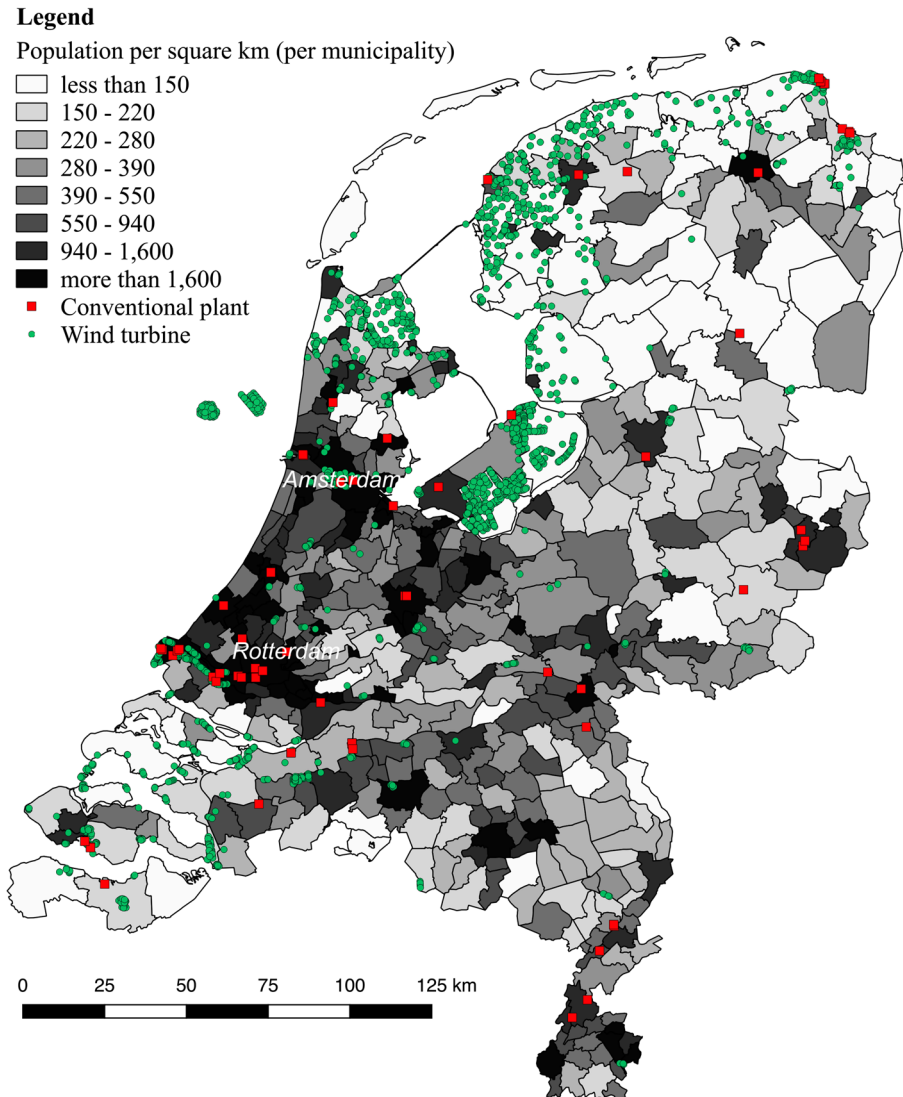 Legend
Population per square km (per municipality)
less than 150
150 - 220
220 - 280
280 - 390
390 - 550
550 - 940
940 - 1,600
more than 1,600
Conventional plant
Wind turbine
Amsterdam
Rotterdam
0 25 50 75 100 125 km